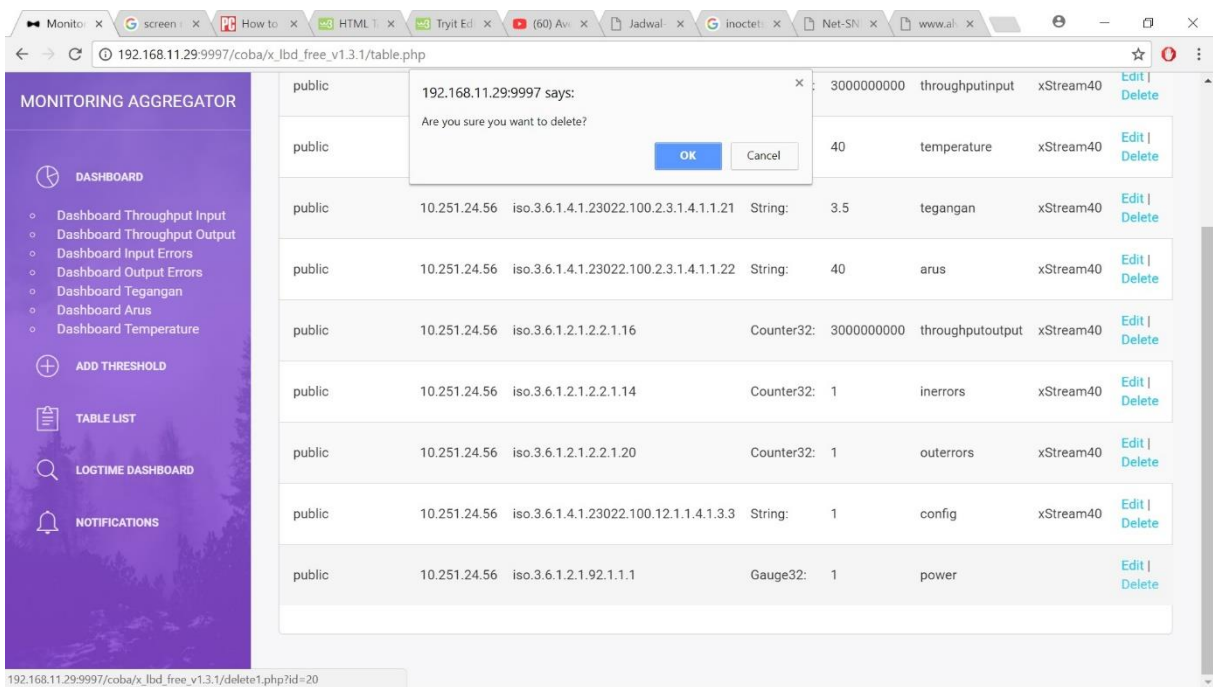 Monitor
screen
How to
HTML
Tryit Ed
(60) Av
Jadwal-
inoctet
Net-SN
www.al
192.168.11.29:9997/coba/x_lbd_free_v1.3.1/table.php
MONITORING AGGREGATOR
DASHBOARD
Dashboard Throughput Input
Dashboard Throughput Output
Dashboard Input Errors
Dashboard Output Errors
Dashboard Tegangan
Dashboard Arus
Dashboard Temperature
ADD THRESHOLD
TABLE LIST
LOGTIME DASHBOARD
NOTIFICATIONS
192.168.11.29:9997 says:
Are you sure you want to delete?
OK Cancel
public 3000000000 throughputinput xStream40 Edit |
Delete
public 40 temperature xStream40 Edit |
Delete
public 10.251.24.56 iso.3.6.1.4.1.23022.100.2.3.1.4.1.1.21 String: 3.5 tegangan xStream40 Edit |
Delete
public 10.251.24.56 iso.3.6.1.4.1.23022.100.2.3.1.4.1.1.22 String: 40 arus xStream40 Edit |
Delete
public 10.251.24.56 iso.3.6.1.2.1.2.2.1.16 Counter32: 3000000000 throughputoutput xStream40 Edit |
Delete
public 10.251.24.56 iso.3.6.1.2.1.2.2.1.14 Counter32: 1 inerrors xStream40 Edit |
Delete
public 10.251.24.56 iso.3.6.1.2.1.2.2.1.20 Counter32: 1 outerrors xStream40 Edit |
Delete
public 10.251.24.56 iso.3.6.1.4.1.23022.100.12.1.1.4.1.3.3 String: 1 config xStream40 Edit |
Delete
public 10.251.24.56 iso.3.6.1.2.1.92.1.1.1 Gauge32: 1 power Edit |
Delete
192.168.11.29:9997/coba/x_lbd_free_v1.3.1/delete1.php?id=20